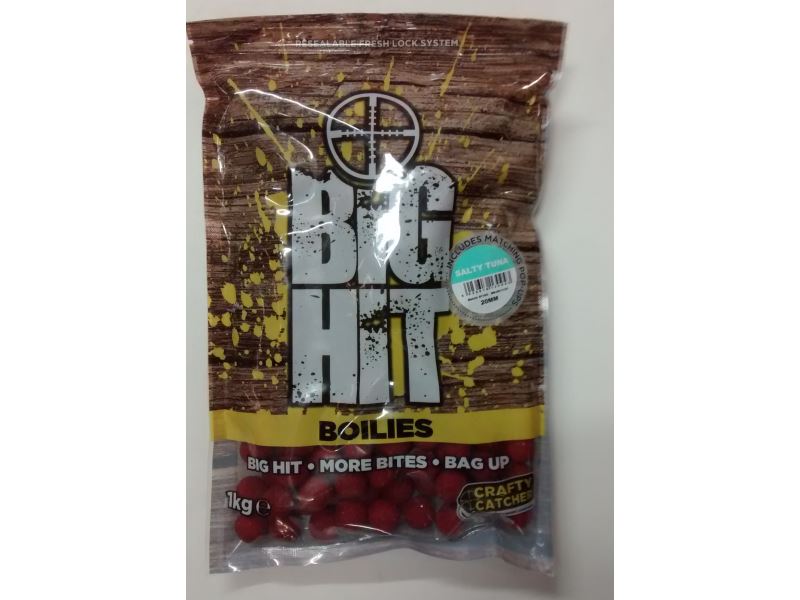 RESEALABLE FRESH LOCK SYSTEM
BIG
HIT
INCLUDES MATCHING POP-UPS
SALTY TUNA
20MM
BOILIES
BIG HIT • MORE BITES • BAG UP
1kg ℮
CRAFTY
CATCHER